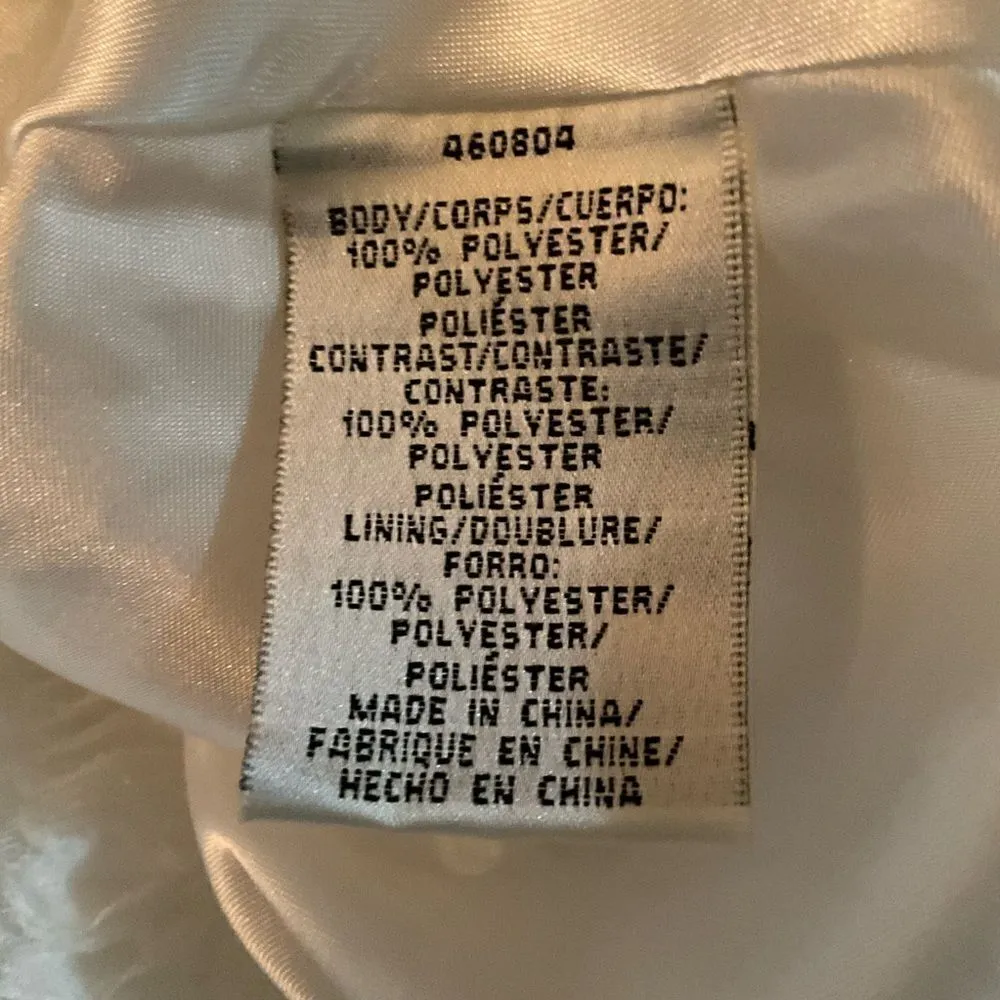 460804
BODY/CORPS/CUERPO:
100% POLYESTER/
POLYESTER
POLIÉSTER
CONTRAST/CONTRASTE/
CONTRASTE:
100% POLYESTER/
POLYESTER
POLIÉSTER
LINING/DOUBLURE/
FORRO:
100% POLYESTER/
POLYESTER/
POLIÉSTER
MADE IN CHINA/
FABRIQUE EN CHINE/
HECHO EN CHINA